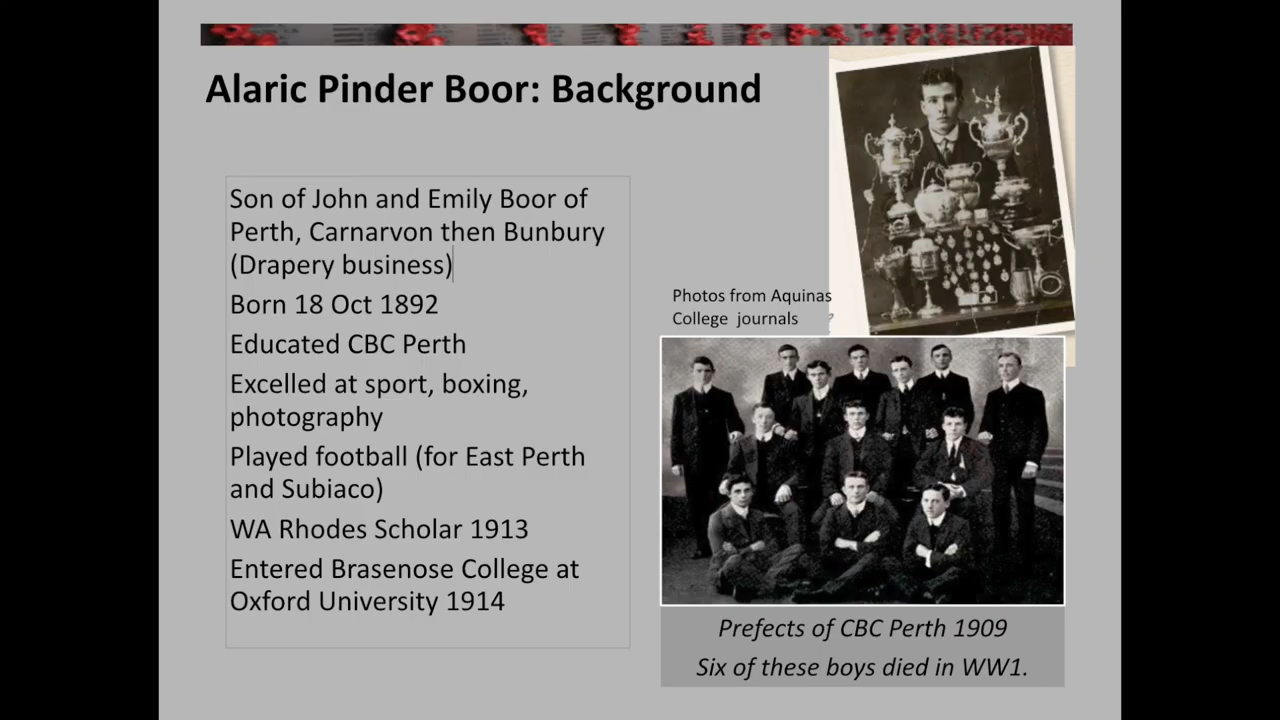 Alaric Pinder Boor: Background
Son of John and Emily Boor of
Perth, Carnarvon then Bunbury
(Drapery business)
Born 18 Oct 1892
Educated CBC Perth
Excelled at sport, boxing,
photography
Played football (for East Perth
and Subiaco)
WA Rhodes Scholar 1913
Entered Brasenose College at
Oxford University 1914
Photos from Aquinas
College journals
Prefects of CBC Perth 1909
Six of these boys died in WW1.